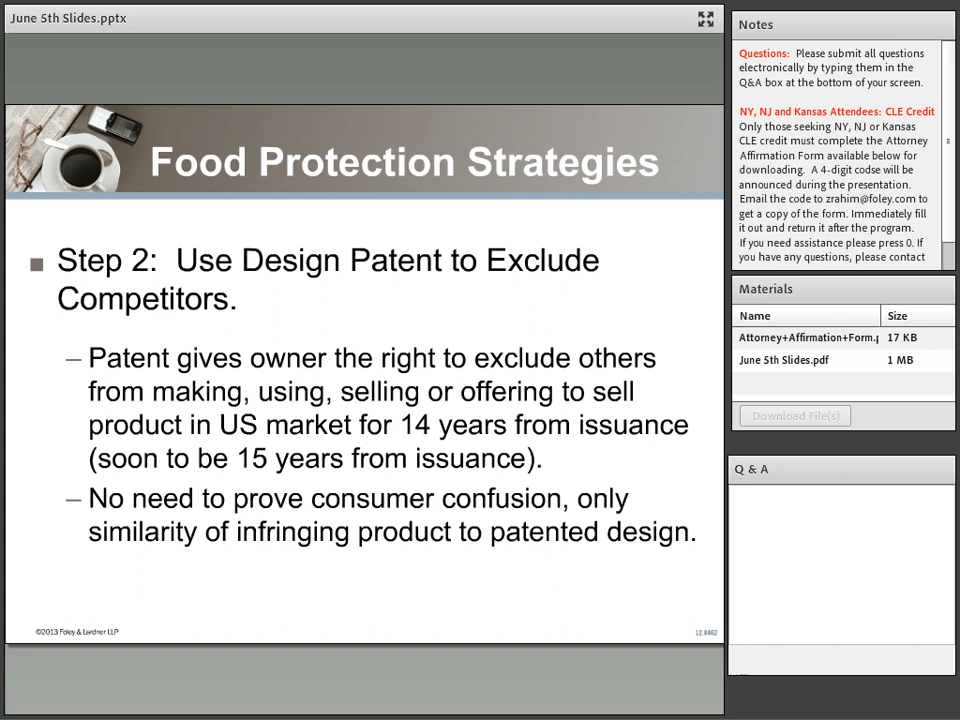 June 5th Slides.pptx
Food Protection Strategies
■ Step 2: Use Design Patent to Exclude
Competitors.
– Patent gives owner the right to exclude others
from making, using, selling or offering to sell
product in US market for 14 years from issuance
(soon to be 15 years from issuance).
– No need to prove consumer confusion, only
similarity of infringing product to patented design.
©2013 Foley & Lardner LLP
12.8462
Notes
Questions: Please submit all questions
electronically by typing them in the
Q&A box at the bottom of your screen.
NY, NJ and Kansas Attendees: CLE Credit
Only those seeking NY, NJ or Kansas
CLE credit must complete the Attorney
Affirmation Form available below for
downloading. A 4-digit codse will be
announced during the presentation.
Email the code to zrahim@foley.com to
get a copy of the form. Immediately fill
it out and return it after the program.
If you need assistance please press 0. If
you have any questions, please contact
Materials
Name Size
Attorney+Affirmation+Form.p 17 KB
June 5th Slides.pdf 1 MB
Download File(s)
Q & A